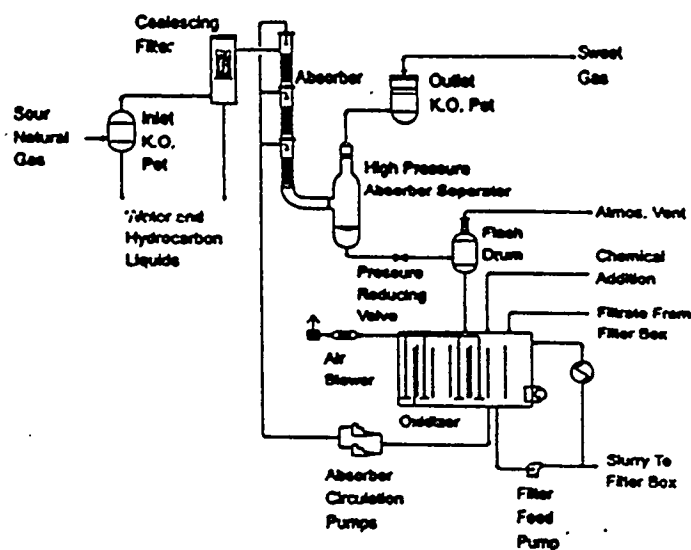 Coalescing
Filter
Absorber
Sweet
Gas
Outlet
K.O. Pot
Sour
Natural
Gas
Inlet
K.O.
Pot
High Pressure
Absorber Separator
Water and
Hydrocarbon
Liquids
Atmos. Vent
Flash
Drum
Chemical
Addition
Pressure
Reducing
Valve
Filtrate From
Filter Box
Air
Blower
Oxidizer
Absorber
Circulation
Pumps
Filter
Feed
Pump
Slurry To
Filter Box